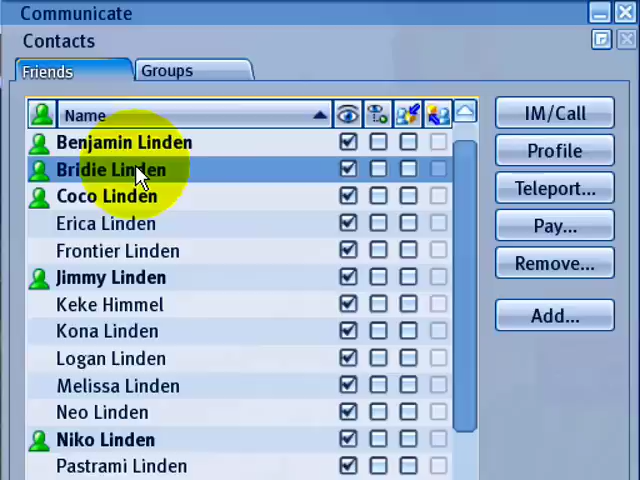 Communicate
Contacts
Friends
Groups
Name
IM/Call
Benjamin Linden
Profile
Bridie Linden
Teleport...
Coco Linden
Pay...
Erica Linden
Remove...
Frontier Linden
Jimmy Linden
Add...
Keke Himmel
Kona Linden
Logan Linden
Melissa Linden
Neo Linden
Niko Linden
Pastrami Linden